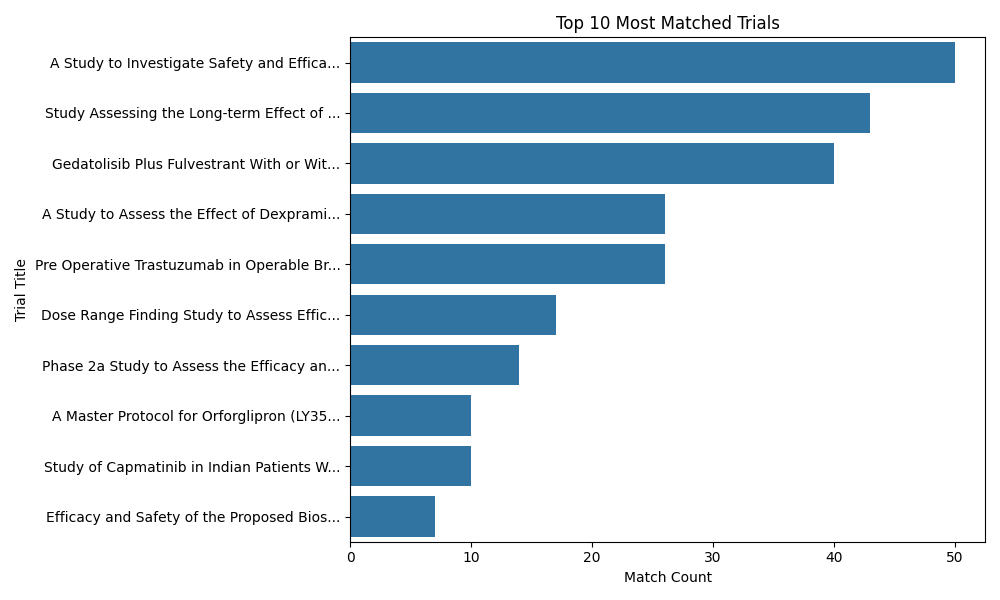 Top 10 Most Matched Trials
Trial Title
A Study to Investigate Safety and Effica...
Study Assessing the Long-term Effect of ...
Gedatolisib Plus Fulvestrant With or Wit...
A Study to Assess the Effect of Dexprami...
Pre Operative Trastuzumab in Operable Br...
Dose Range Finding Study to Assess Effic...
Phase 2a Study to Assess the Efficacy an...
A Master Protocol for Orforglipron (LY35...
Study of Capmatinib in Indian Patients W...
Efficacy and Safety of the Proposed Bios...
0 10 20 30 40 50
Match Count